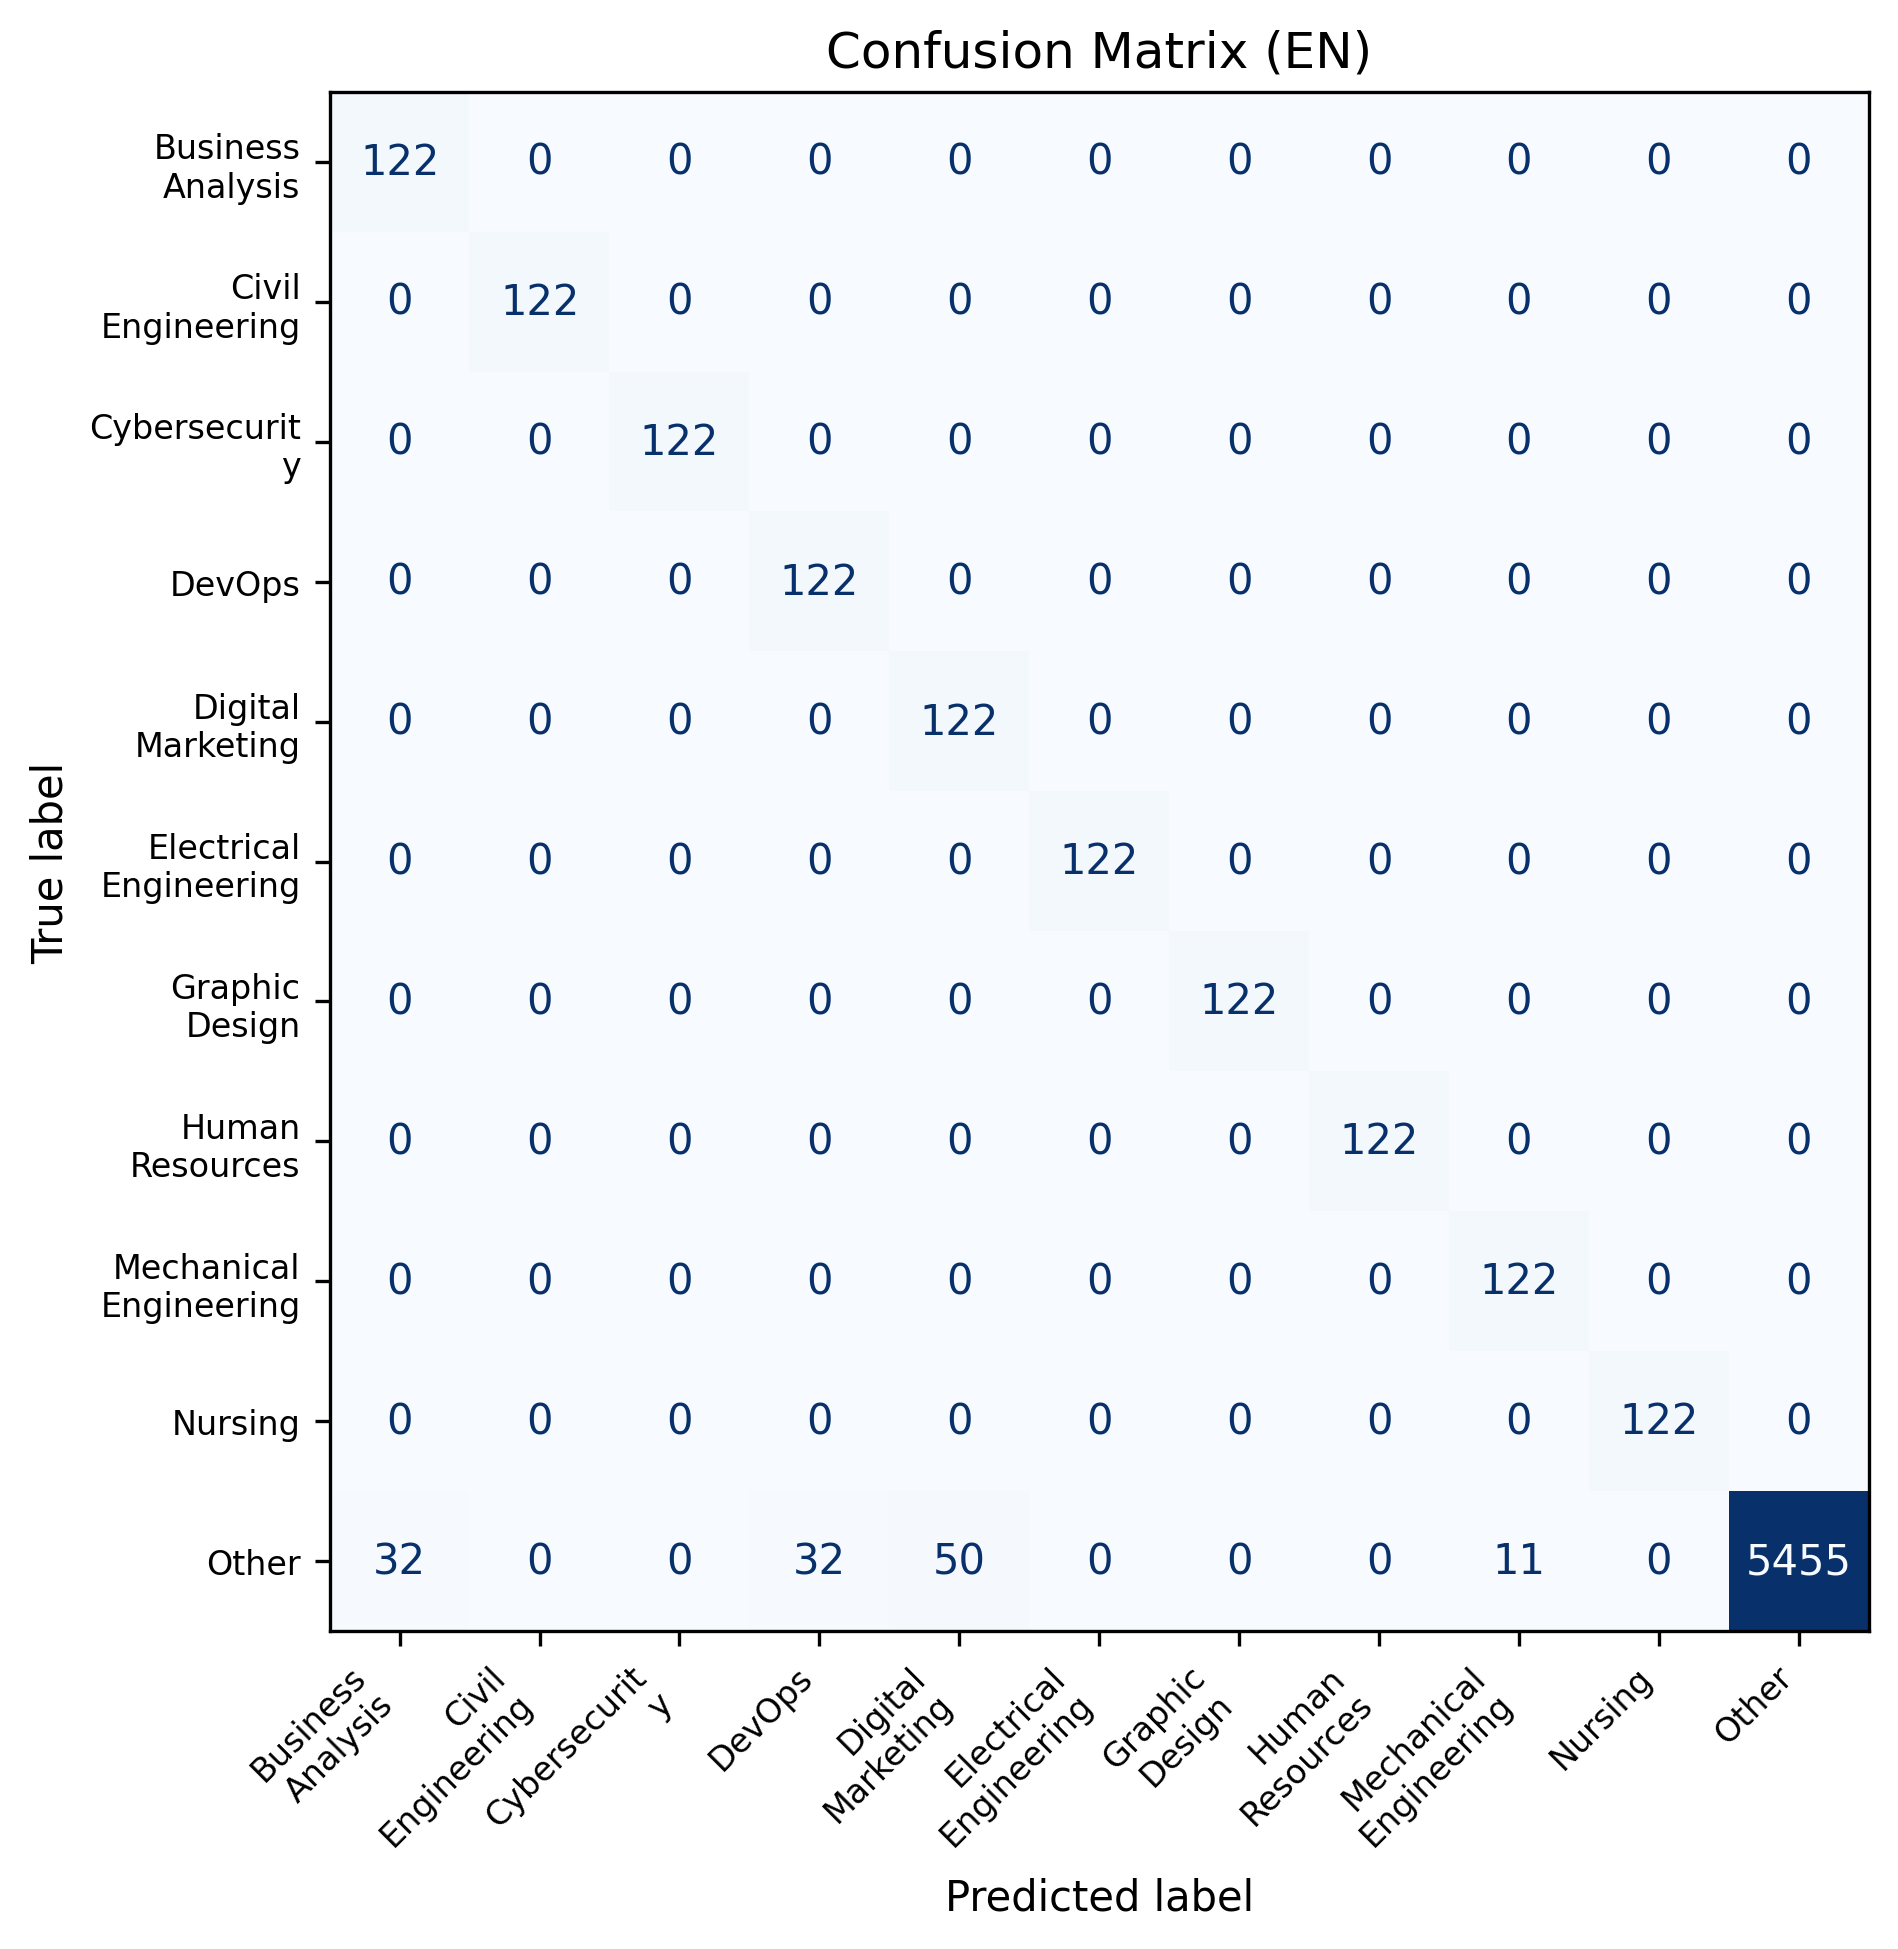 Confusion Matrix (EN)
Business
Analysis
122 0 0 0 0 0 0 0 0 0 0
Civil
Engineering
0 122 0 0 0 0 0 0 0 0 0
Cybersecurit
y
0 0 122 0 0 0 0 0 0 0 0
DevOps
0 0 0 122 0 0 0 0 0 0 0
Digital
Marketing
0 0 0 0 122 0 0 0 0 0 0
Electrical
Engineering
0 0 0 0 0 122 0 0 0 0 0
Graphic
Design
0 0 0 0 0 0 122 0 0 0 0
Human
Resources
0 0 0 0 0 0 0 122 0 0 0
Mechanical
Engineering
0 0 0 0 0 0 0 0 122 0 0
Nursing
0 0 0 0 0 0 0 0 0 122 0
Other
32 0 0 32 50 0 0 0 11 0 5455
True label
Business
Analysis
Civil
Engineering
Cybersecurit
y
DevOps
Digital
Marketing
Electrical
Engineering
Graphic
Design
Human
Resources
Mechanical
Engineering
Nursing
Other
Predicted label